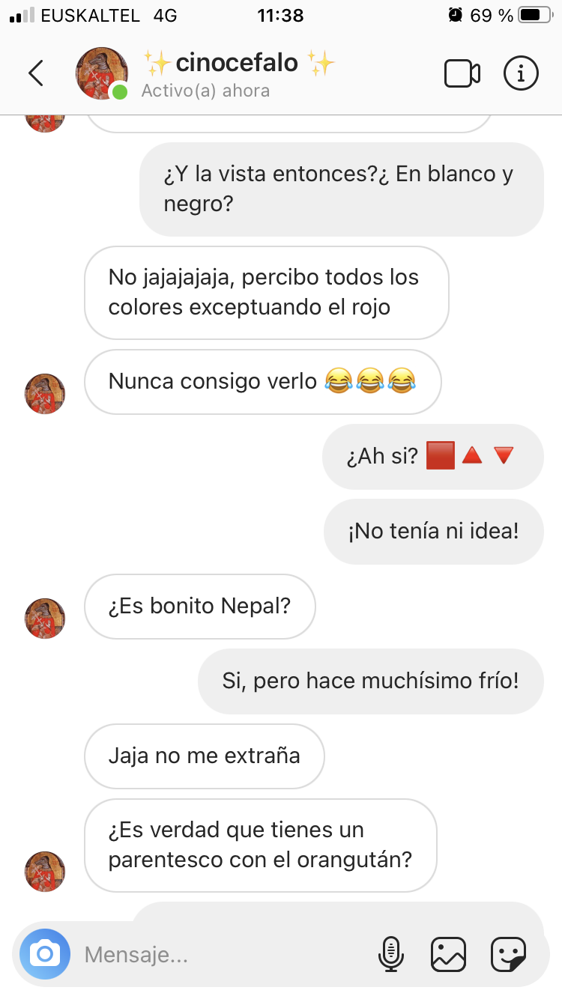 EUSKALTEL 4G 11:38 69 %
✨cinocefalo ✨
Activo(a) ahora
¿Y la vista entonces?¿ En blanco y
negro?
No jajajajaja, percibo todos los
colores exceptuando el rojo
Nunca consigo verlo 😂😂😂
¿Ah si? 🟥🔺🔻
¡No tenía ni idea!
¿Es bonito Nepal?
Si, pero hace muchísimo frío!
Jaja no me extraña
¿Es verdad que tienes un
parentesco con el orangután?
Mensaje...